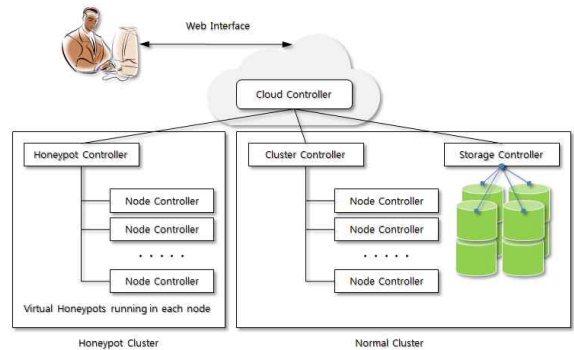 Web Interface
Cloud Controller
Honeypot Controller
Node Controller
Node Controller
. . . . .
Node Controller
Virtual Honeypots running in each node
Honeypot Cluster
Cluster Controller
Node Controller
Node Controller
. . . . .
Node Controller
Storage Controller
Normal Cluster